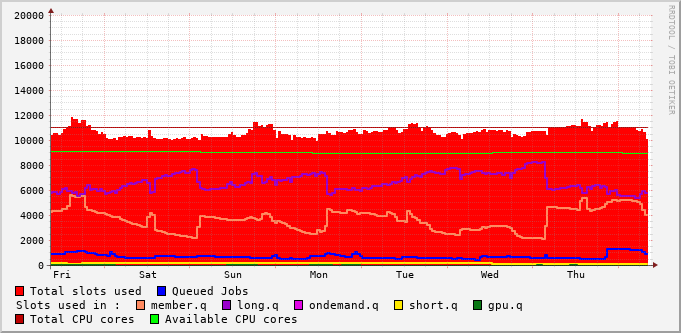 RRDTOOL / TOBI OETIKER
20000
18000
16000
14000
12000
10000
8000
6000
4000
2000
0
Fri Sat Sun Mon Tue Wed Thu
Total slots used Queued Jobs
Slots used in : member.q long.q ondemand.q short.q gpu.q
Total CPU cores Available CPU cores